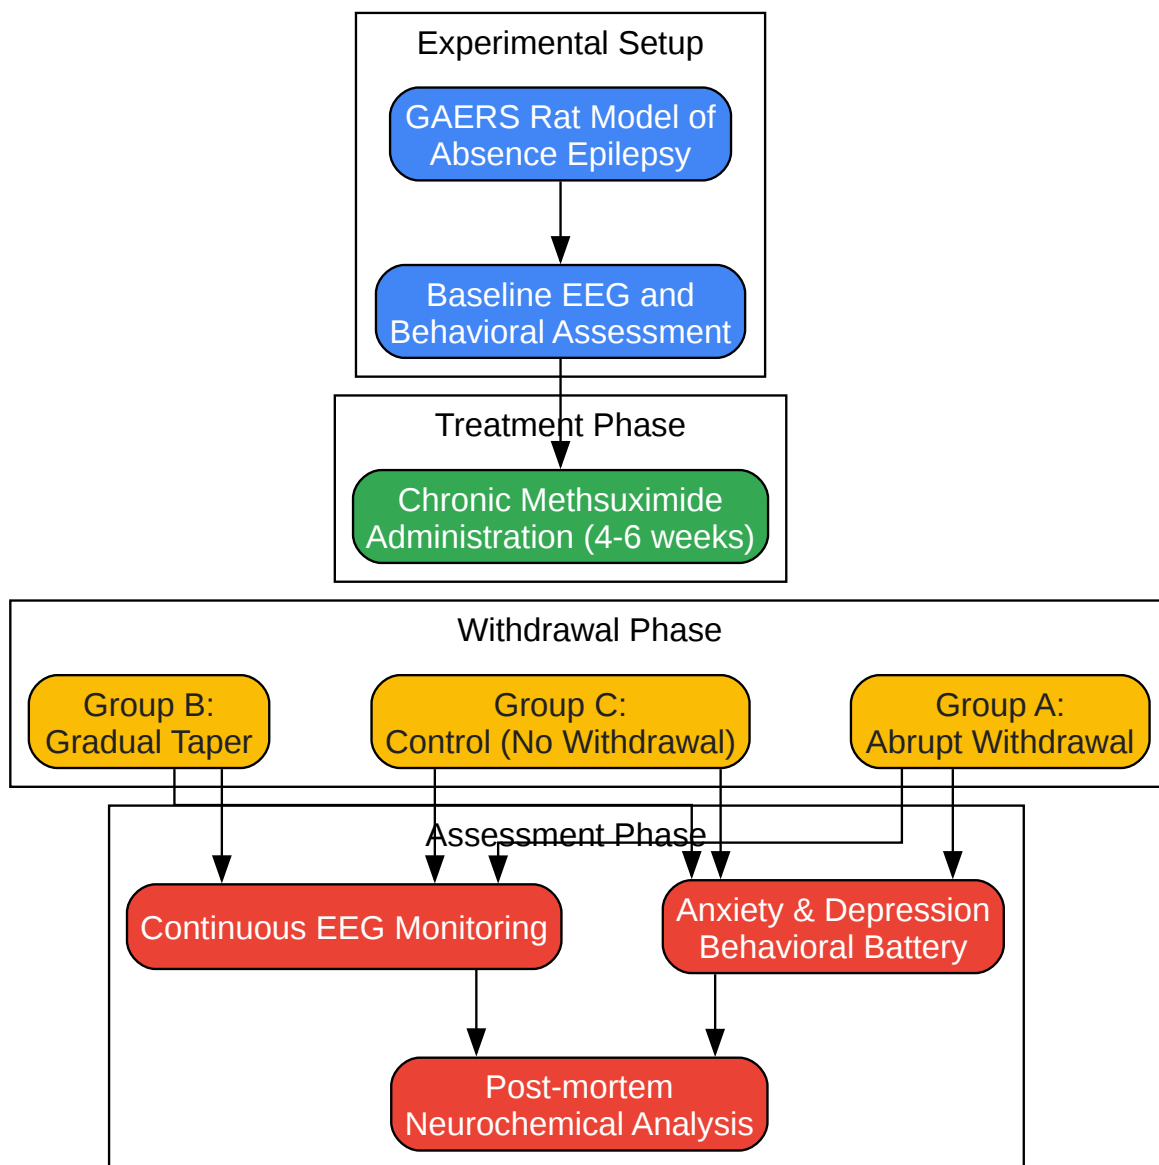 Experimental Setup
GAERS Rat Model of
Absence Epilepsy
Baseline EEG and
Behavioral Assessment
Treatment Phase
Chronic Methsuximide
Administration (4-6 weeks)
Withdrawal Phase
Group B:
Gradual Taper
Group C:
Control (No Withdrawal)
Group A:
Abrupt Withdrawal
Assessment Phase
Continuous EEG Monitoring
Anxiety & Depression
Behavioral Battery
Post-mortem
Neurochemical Analysis